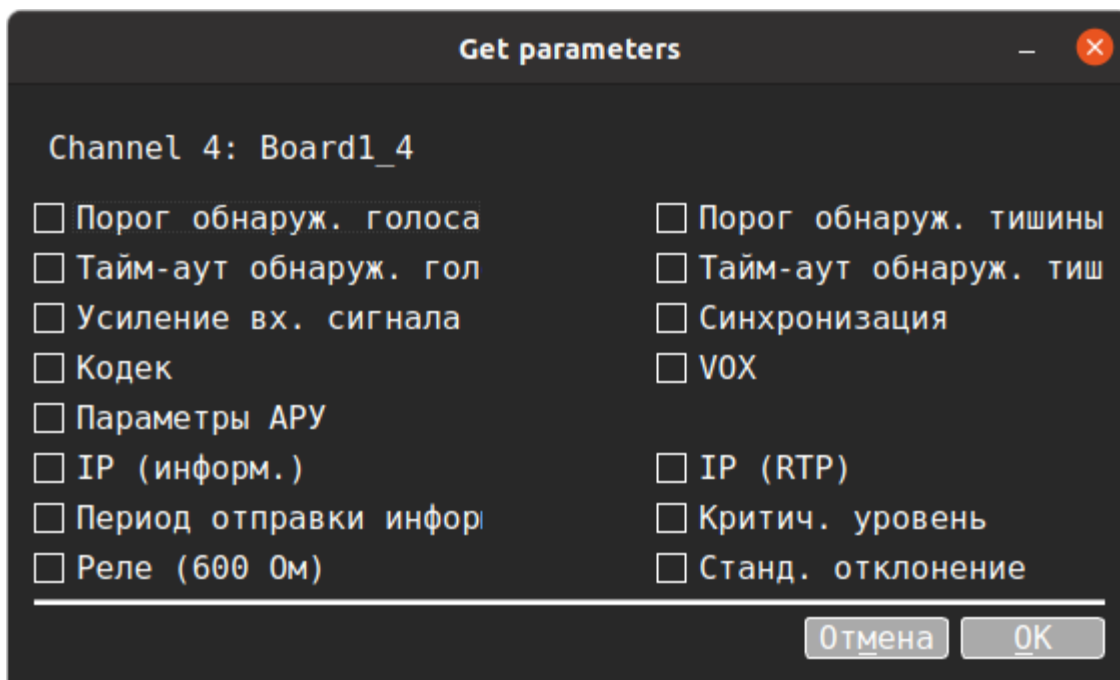 Get parameters
Channel 4: Board1_4
Порог обнаруж. голоса Порог обнаруж. тишины
Тайм-аут обнаруж. гол Тайм-аут обнаруж. тиш
Усиление вх. сигнала Синхронизация
Кодек VOX
Параметры АРУ
IP (информ.) IP (RTP)
Период отправки инфор Критич. уровень
Реле (600 Ом) Станд. отклонение
Отмена OK